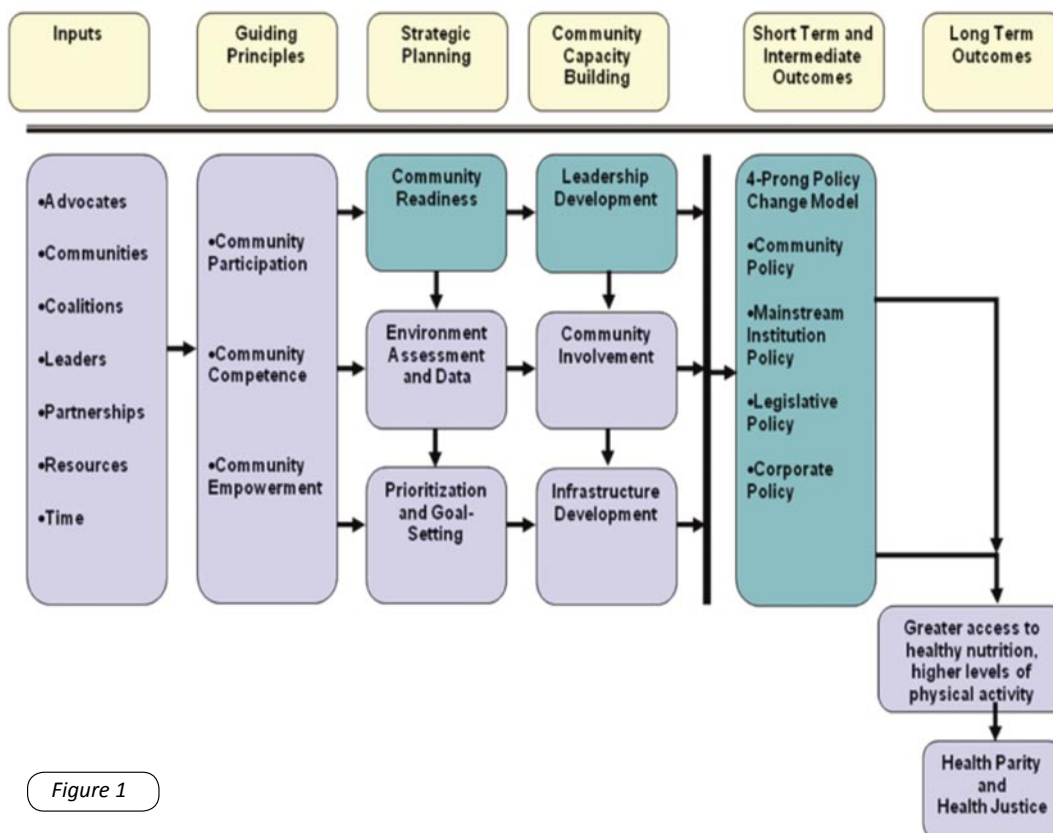 Inputs
Guiding
Principles
Strategic
Planning
Community
Capacity
Building
Short Term and
Intermediate
Outcomes
Long Term
Outcomes
•Advocates
•Communities
•Coalitions
•Leaders
•Partnerships
•Resources
•Time
•Community
Participation
•Community
Competence
•Community
Empowerment
Community
Readiness
Environment
Assessment
and Data
Prioritization
and Goal-
Setting
Leadership
Development
Community
Involvement
Infrastructure
Development
4-Prong Policy
Change Model
•Community
Policy
•Mainstream
Institution
Policy
•Legislative
Policy
•Corporate
Policy
Greater access to
healthy nutrition,
higher levels of
physical activity
Health Parity
and
Health Justice
Figure 1